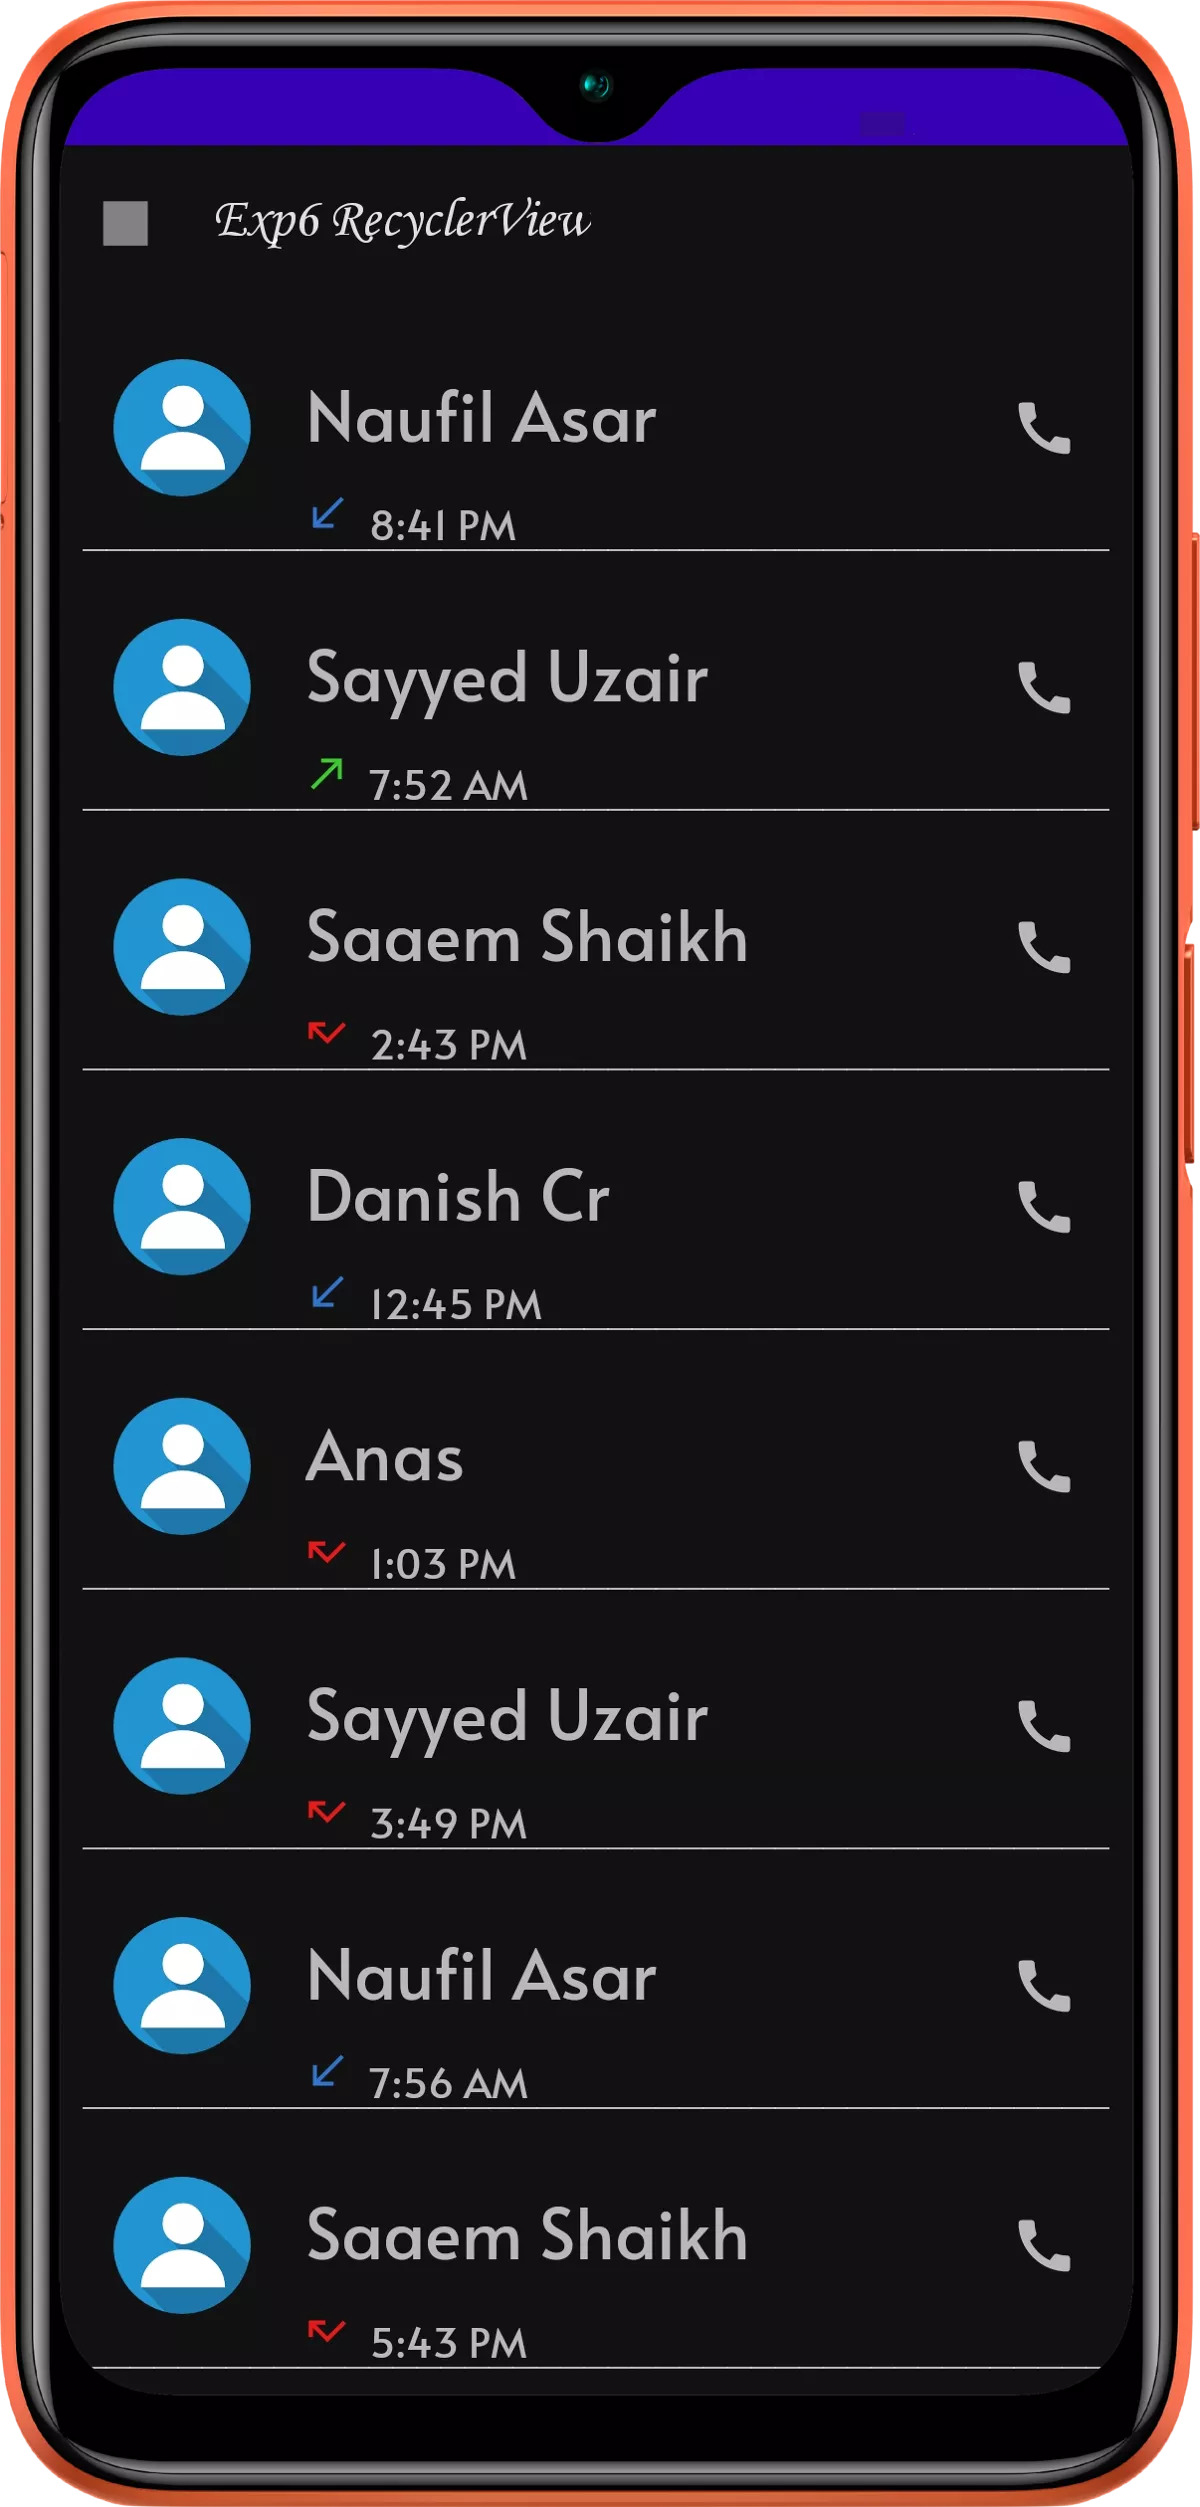 Exp6 RecyclerView
Naufil Asar
8:41 PM
Sayyed Uzair
7:52 AM
Saaem Shaikh
2:43 PM
Danish Cr
12:45 PM
Anas
1:03 PM
Sayyed Uzair
3:49 PM
Naufil Asar
7:56 AM
Saaem Shaikh
5:43 PM